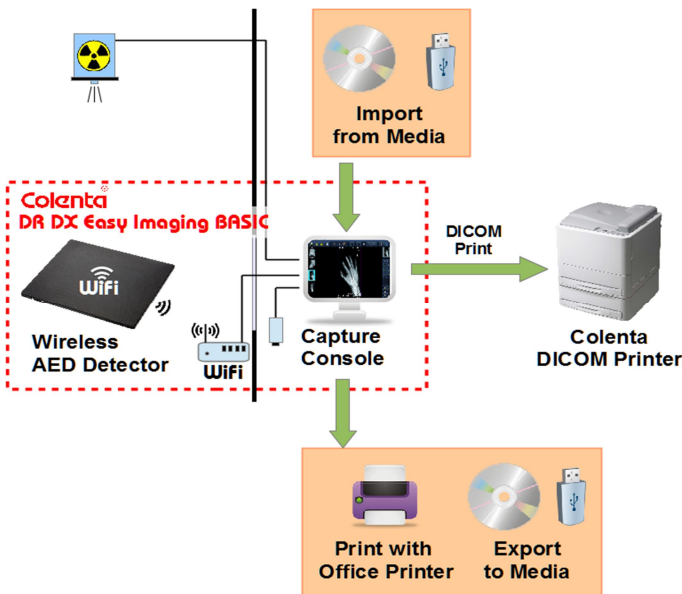 Import
from Media
Colenta
DR DX Easy Imaging BASIC
WiFi
Wireless
AED Detector
WiFi
Capture
Console
DICOM
Print
Colenta
DICOM Printer
Print with
Office Printer
Export
to Media